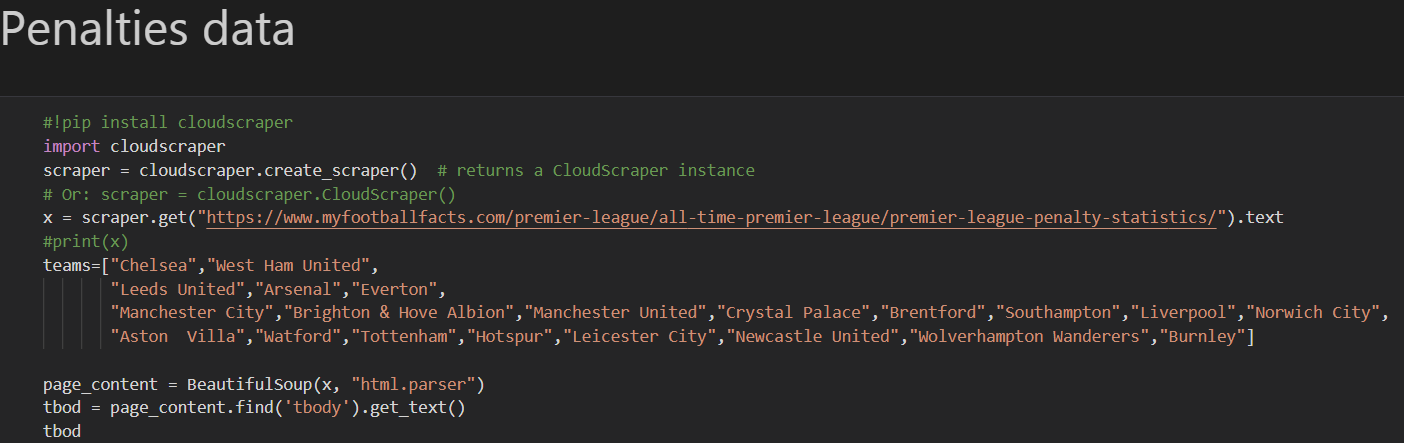 Penalties data
#!pip install cloudscraper
import cloudscraper
scraper = cloudscraper.create_scraper()  # returns a CloudScraper instance
# Or: scraper = cloudscraper.CloudScraper()
x = scraper.get("https://www.myfootballfacts.com/premier-league/all-time-premier-league/premier-league-penalty-statistics/").text
#print(x)
teams=["Chelsea","West Ham United",
"Leeds United","Arsenal","Everton",
"Manchester City","Brighton & Hove Albion","Manchester United","Crystal Palace","Brentford","Southampton","Liverpool","Norwich City",
"Aston  Villa","Watford","Tottenham","Hotspur","Leicester City","Newcastle United","Wolverhampton Wanderers","Burnley"]
page_content = BeautifulSoup(x, "html.parser")
tbod = page_content.find('tbody').get_text()
tbod